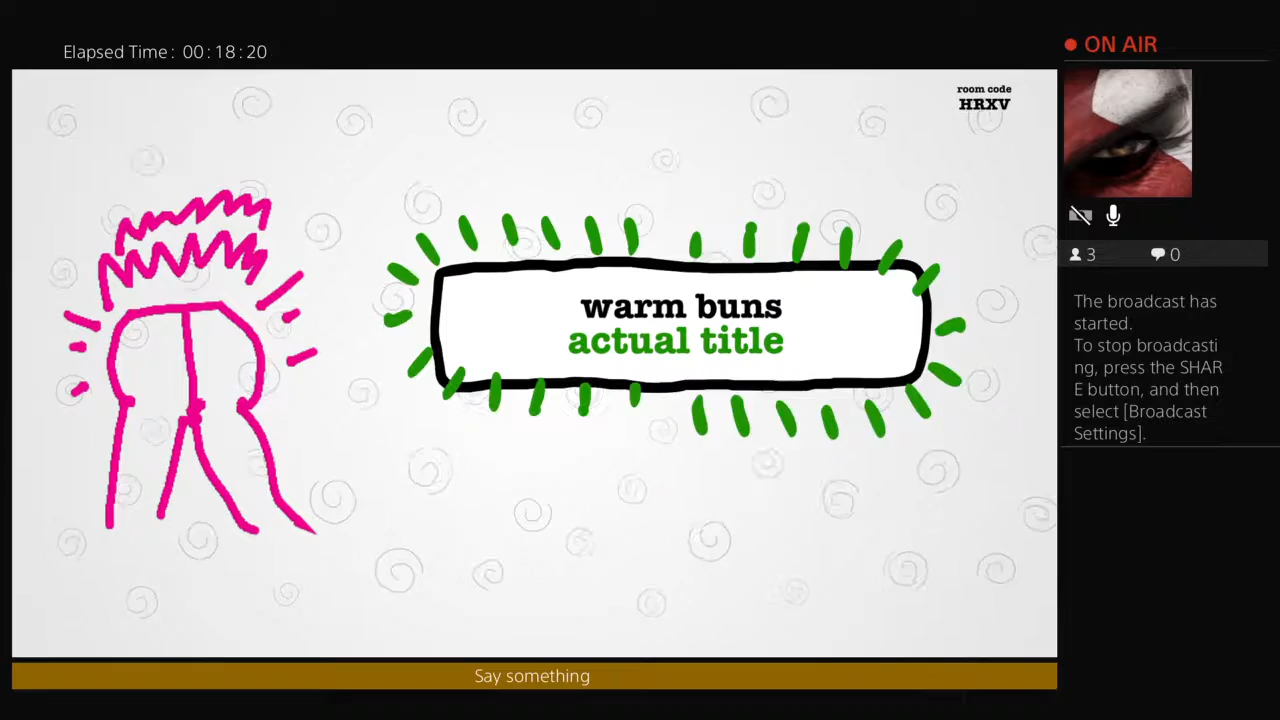 Elapsed Time: 00:18:20
ON AIR
room code
HRXV
warm buns
actual title
3
0
The broadcast has
started.
To stop broadcasti
ng, press the SHAR
E button, and then
select [Broadcast
Settings].
Say something